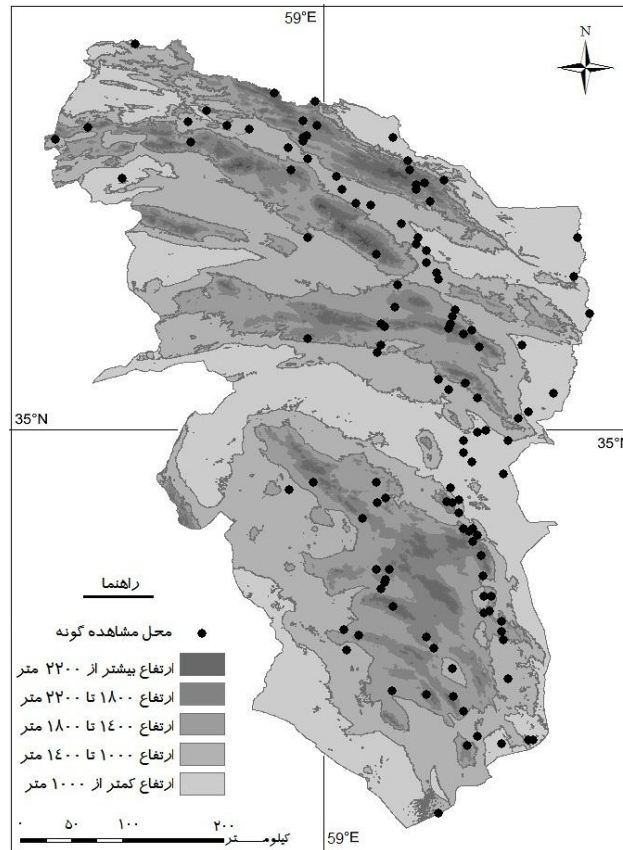 59°E
N
35°N
35°N
راهنما
محل مشاهده گونه
ارتفاع بیشتر از ۲۲۰۰ متر
ارتفاع ۱۸۰۰ تا ۲۲۰۰ متر
ارتفاع ۱۴۰۰ تا ۱۸۰۰ متر
ارتفاع ۱۰۰۰ تا ۱۴۰۰ متر
ارتفاع کمتر از ۱۰۰۰ متر
۰ ۵۰ ۱۰۰ ۲۰۰
کیلومتر
59°E